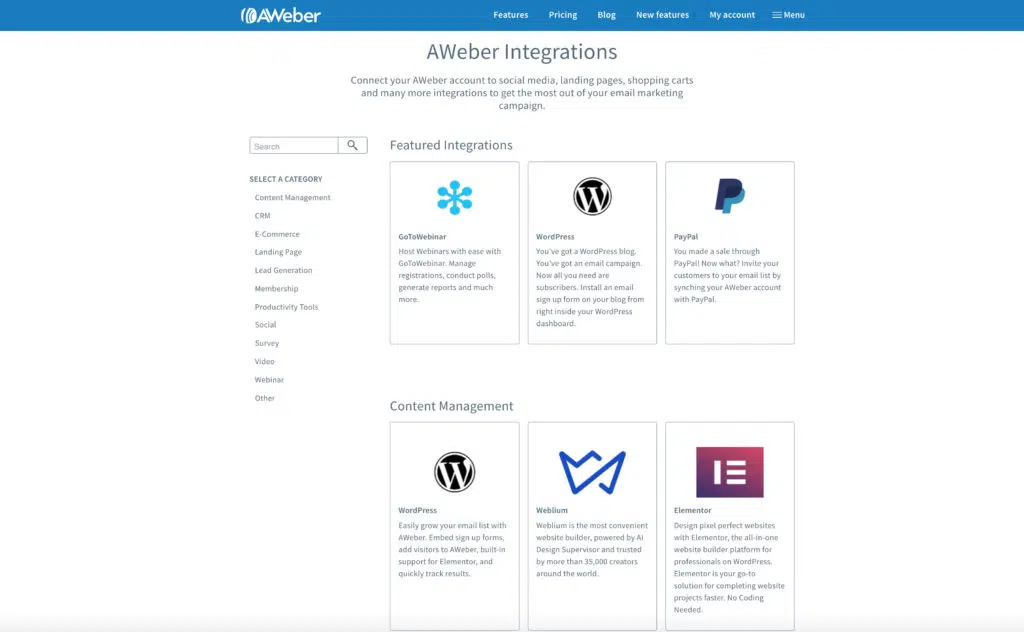 AWeber
Features
Pricing
Blog
New features
My account
Menu
AWeber Integrations
Connect your AWeber account to social media, landing pages, shopping carts
and many more integrations to get the most out of your email marketing
campaign.
Search
SELECT A CATEGORY
Content Management
CRM
E-Commerce
Landing Page
Lead Generation
Membership
Productivity Tools
Social
Survey
Video
Webinar
Other
Featured Integrations
GoToWebinar
Host Webinars with ease with
GoToWebinar. Manage
registrations, conduct polls,
generate reports and much
more.
WordPress
You've got a WordPress blog.
You've got an email campaign.
Now all you need are
subscribers. Install an email
sign up form on your blog from
right inside your WordPress
dashboard.
PayPal
You made a sale through
PayPal! Now what? Invite your
customers to your email list by
synching your AWeber account
with PayPal.
Content Management
WordPress
Easily grow your email list with
AWeber. Embed sign up forms,
add visitors to AWeber, built-in
support for Elementor, and
quickly track results.
Weblium
Weblium is the most convenient
website builder, powered by AI
Design Supervisor and trusted
by more than 35,000 creators
around the world.
Elementor
Design pixel perfect websites
with Elementor, the all-in-one
website builder platform for
professionals on WordPress.
Elementor is your go-to
solution for completing website
projects faster. No Coding
Needed.